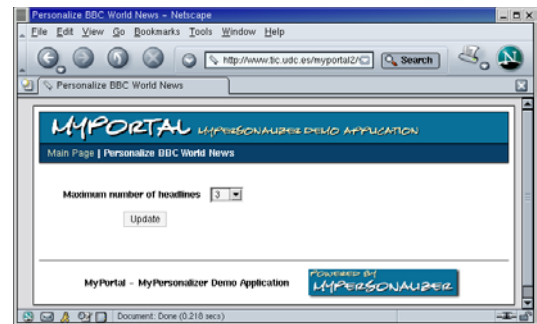 Personalize BBC World News - Netscape
File Edit View Go Bookmarks Tools Window Help
http://www.tic.udc.es/myportal2/ Search N
Personalize BBC World News
MYPORTAL MYPERSONALIZER DEMO APPLICATION
Main Page | Personalize BBC World News
Maximum number of headlines 3
Update
MyPortal - MyPersonalizer Demo Application
POWERED BY
MYPERSONALIZER
Document: Done (0.218 secs)